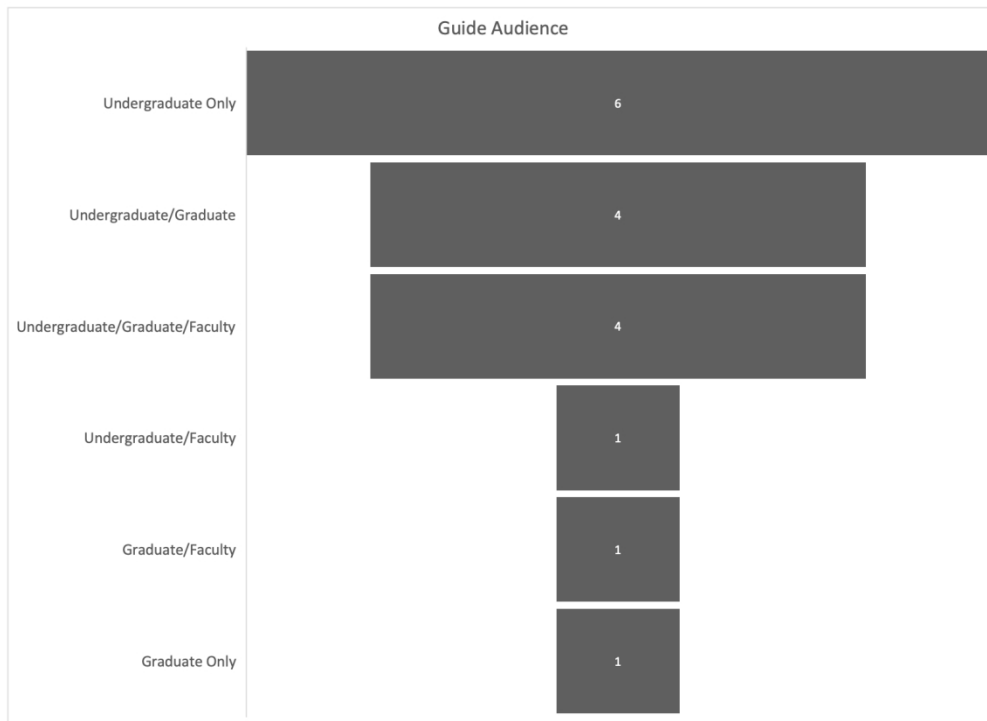 Guide Audience
Undergraduate Only
6
Undergraduate/Graduate
4
Undergraduate/Graduate/Faculty
4
Undergraduate/Faculty
1
Graduate/Faculty
1
Graduate Only
1